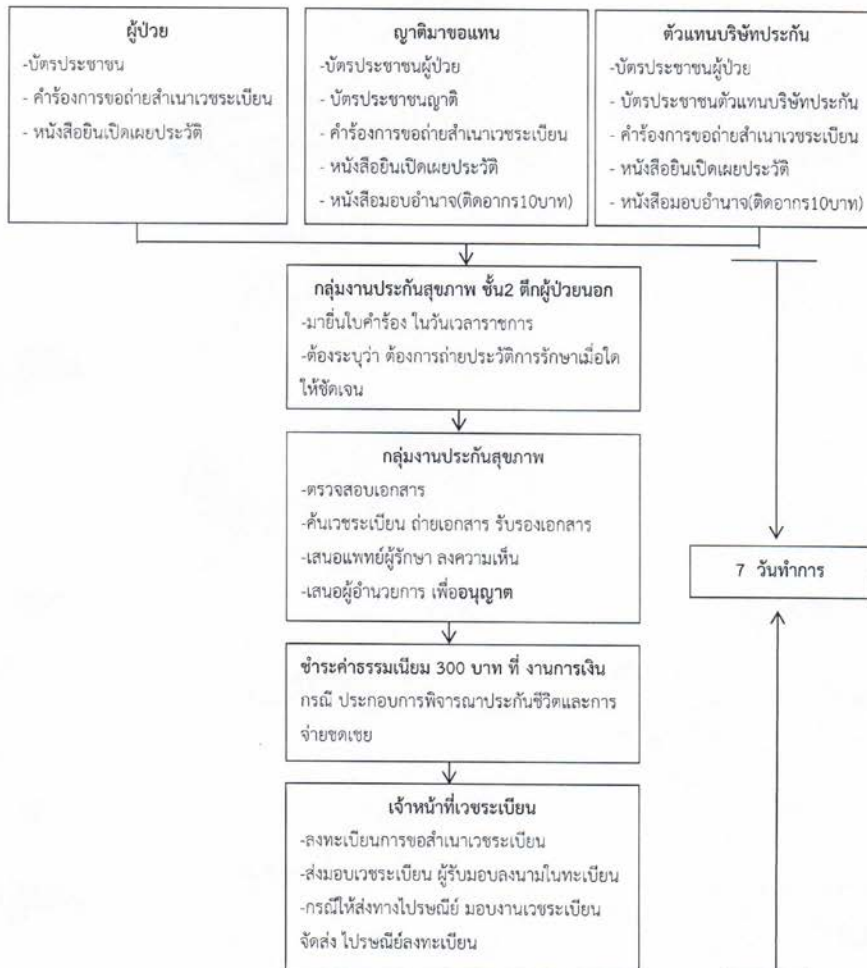 ผู้ป่วย
-บัตรประชาชน
- คำร้องการขอถ่ายสำเนาเวชระเบียน
- หนังสือยินเปิดเผยประวัติ
ญาติมาขอแทน
-บัตรประชาชนผู้ป่วย
- บัตรประชาชนญาติ
- คำร้องการขอถ่ายสำเนาเวชระเบียน
- หนังสือยินเปิดเผยประวัติ
- หนังสือมอบอำนาจ(ติดอากร10บาท)
ตัวแทนบริษัทประกัน
-บัตรประชาชนผู้ป่วย
- บัตรประชาชนตัวแทนบริษัทประกัน
- คำร้องการขอถ่ายสำเนาเวชระเบียน
- หนังสือยินเปิดเผยประวัติ
- หนังสือมอบอำนาจ(ติดอากร10บาท)
กลุ่มงานประกันสุขภาพ ชั้น2 ตึกผู้ป่วยนอก
-มายื่นใบคำร้อง ในวันเวลาราชการ
-ต้องระบุว่า ต้องการถ่ายประวัติการรักษาเมื่อใด
ให้ชัดเจน
กลุ่มงานประกันสุขภาพ
-ตรวจสอบเอกสาร
-ค้นเวชระเบียน ถ่ายเอกสาร รับรองเอกสาร
-เสนอแพทย์ผู้รักษา ลงความเห็น
-เสนอผู้อำนวยการ เพื่ออนุญาต
7 วันทำการ
ชำระค่าธรรมเนียม 300 บาท ที่ งานการเงิน
กรณี ประกอบการพิจารณาประกันชีวิตและการ
จ่ายชดเชย
เจ้าหน้าที่เวชระเบียน
-ลงทะเบียนการขอสำเนาเวชระเบียน
-ส่งมอบเวชระเบียน ผู้รับมอบลงนามในทะเบียน
-กรณีให้ส่งทางไปรษณีย์ มอบงานเวชระเบียน
จัดส่ง ไปรษณีย์ลงทะเบียน